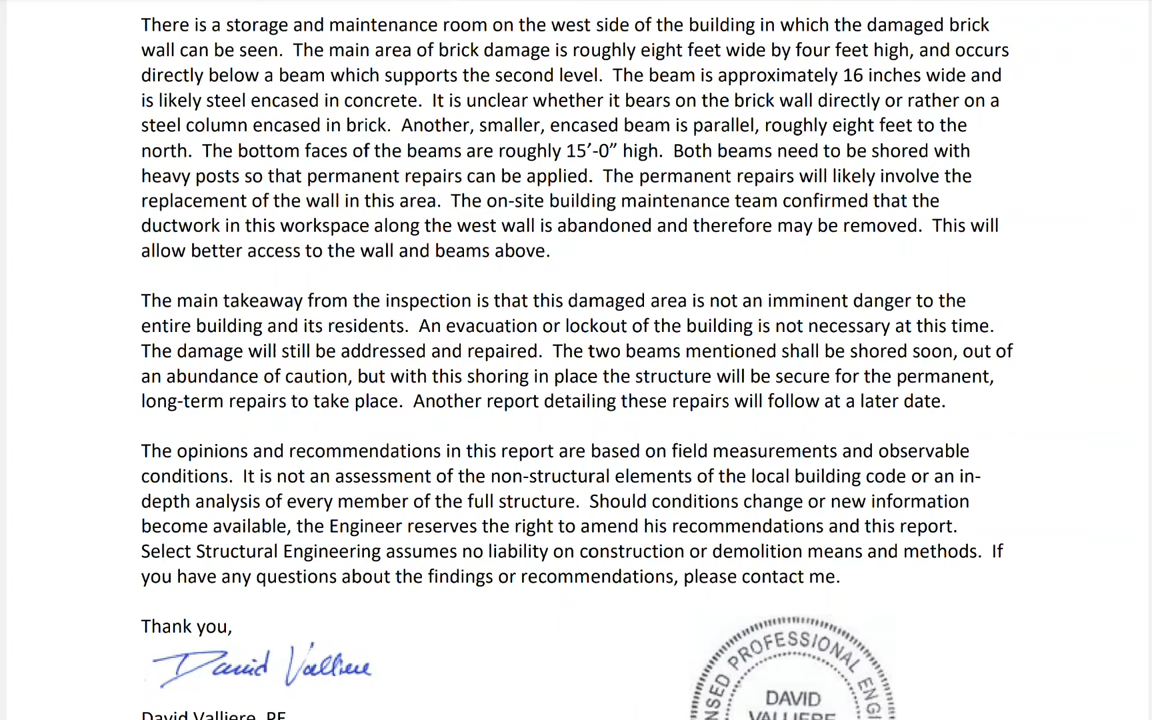 There is a storage and maintenance room on the west side of the building in which the damaged brick
wall can be seen.  The main area of brick damage is roughly eight feet wide by four feet high, and occurs
directly below a beam which supports the second level.  The beam is approximately 16 inches wide and
is likely steel encased in concrete.  It is unclear whether it bears on the brick wall directly or rather on a
steel column encased in brick.  Another, smaller, encased beam is parallel, roughly eight feet to the
north.  The bottom faces of the beams are roughly 15’-0” high.  Both beams need to be shored with
heavy posts so that permanent repairs can be applied.  The permanent repairs will likely involve the
replacement of the wall in this area.  The on-site building maintenance team confirmed that the
ductwork in this workspace along the west wall is abandoned and therefore may be removed.  This will
allow better access to the wall and beams above.
The main takeaway from the inspection is that this damaged area is not an imminent danger to the
entire building and its residents.  An evacuation or lockout of the building is not necessary at this time.
The damage will still be addressed and repaired.  The two beams mentioned shall be shored soon, out of
an abundance of caution, but with this shoring in place the structure will be secure for the permanent,
long-term repairs to take place.  Another report detailing these repairs will follow at a later date.
The opinions and recommendations in this report are based on field measurements and observable
conditions.  It is not an assessment of the non-structural elements of the local building code or an in-
depth analysis of every member of the full structure.  Should conditions change or new information
become available, the Engineer reserves the right to amend his recommendations and this report.
Select Structural Engineering assumes no liability on construction or demolition means and methods.  If
you have any questions about the findings or recommendations, please contact me.
Thank you,
David Valliere
PROFESSIONAL
DAVID
VALLIERE
David Valliere, PE